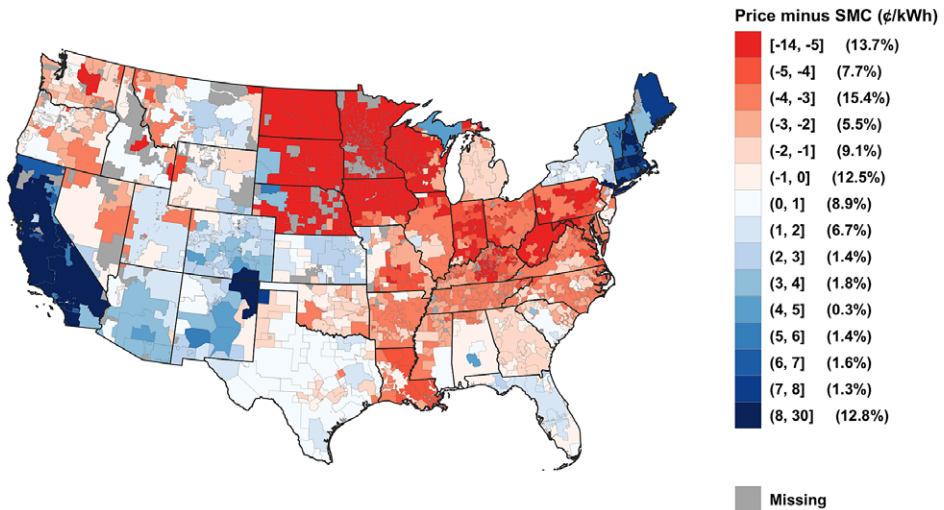 Price minus SMC (¢/kWh)
[-14, -5] (13.7%)
(-5, -4] (7.7%)
(-4, -3] (15.4%)
(-3, -2] (5.5%)
(-2, -1] (9.1%)
(-1, 0] (12.5%)
(0, 1] (8.9%)
(1, 2] (6.7%)
(2, 3] (1.4%)
(3, 4] (1.8%)
(4, 5] (0.3%)
(5, 6] (1.4%)
(6, 7] (1.6%)
(7, 8] (1.3%)
(8, 30] (12.8%)
Missing